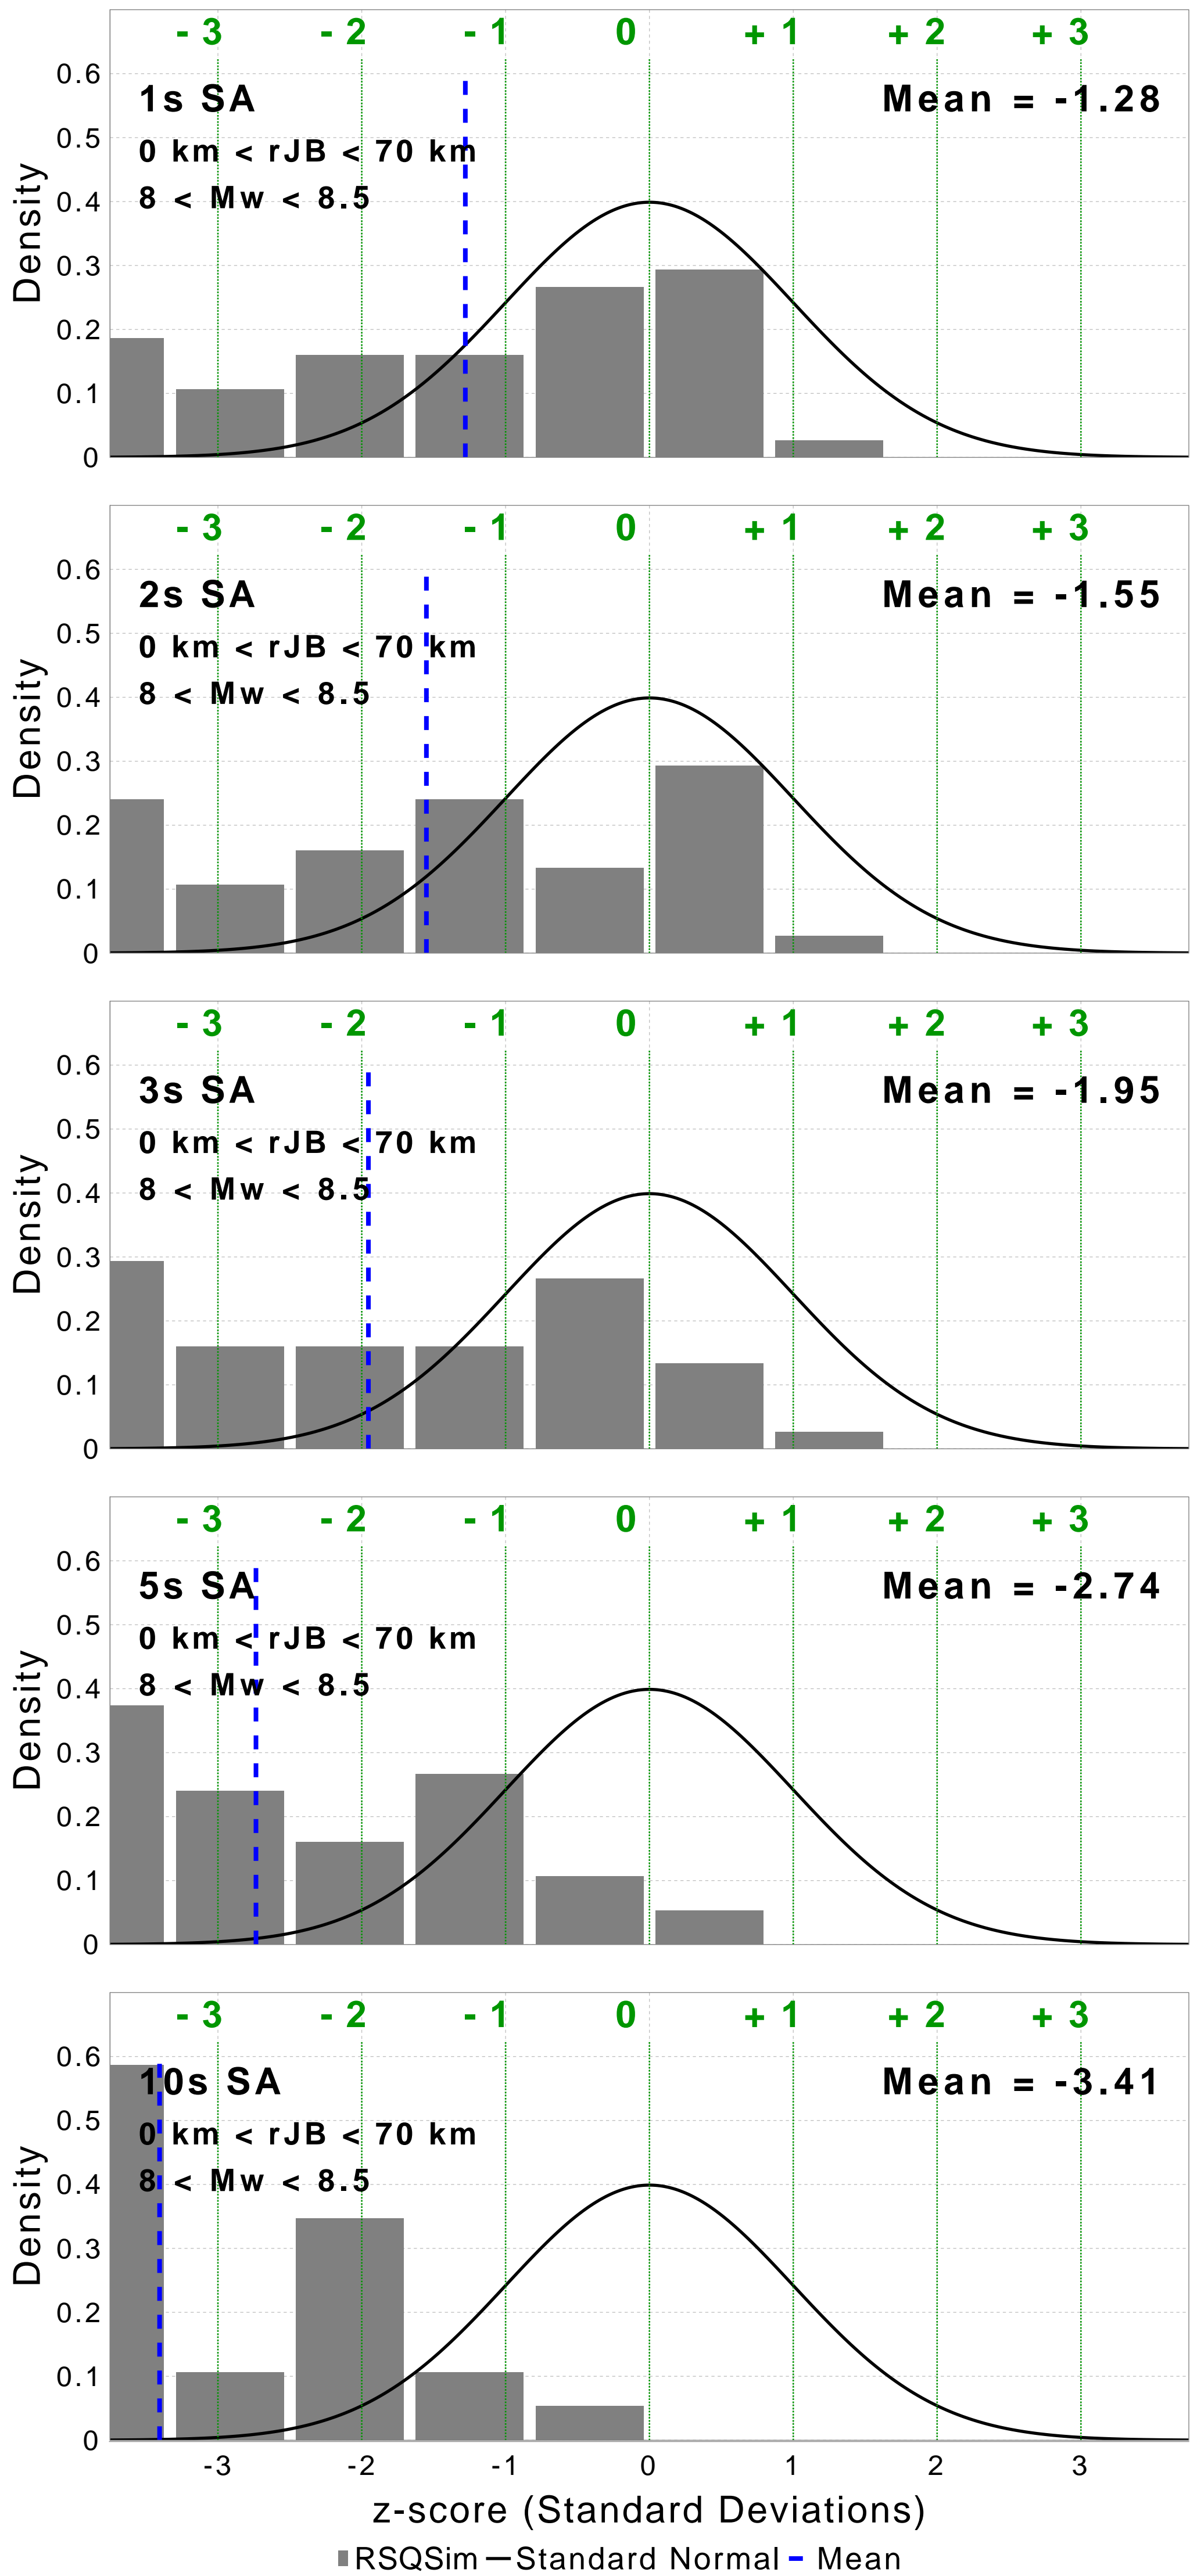 - 3 - 2 - 1 0 + 1 + 2 + 3
0.6
1s SA Mean = -1.28
0.5
0 km < rJB < 70 km
8 < Mw < 8.5
0.4
Density
0.3
0.2
0.1
0
- 3 - 2 - 1 0 + 1 + 2 + 3
0.6
2s SA Mean = -1.55
0.5
0 km < rJB < 70 km
8 < Mw < 8.5
0.4
Density
0.3
0.2
0.1
0
- 3 - 2 - 1 0 + 1 + 2 + 3
0.6
3s SA Mean = -1.95
0.5
0 km < rJB < 70 km
8 < Mw < 8.5
0.4
Density
0.3
0.2
0.1
0
- 3 - 2 - 1 0 + 1 + 2 + 3
0.6
5s SA Mean = -2.74
0.5
0 km < rJB < 70 km
8 < Mw < 8.5
0.4
Density
0.3
0.2
0.1
0
- 3 - 2 - 1 0 + 1 + 2 + 3
0.6
10s SA Mean = -3.41
0.5
0 km < rJB < 70 km
8 < Mw < 8.5
0.4
Density
0.3
0.2
0.1
0
-3 -2 -1 0 1 2 3
z-score (Standard Deviations)
RSQSim Standard Normal Mean